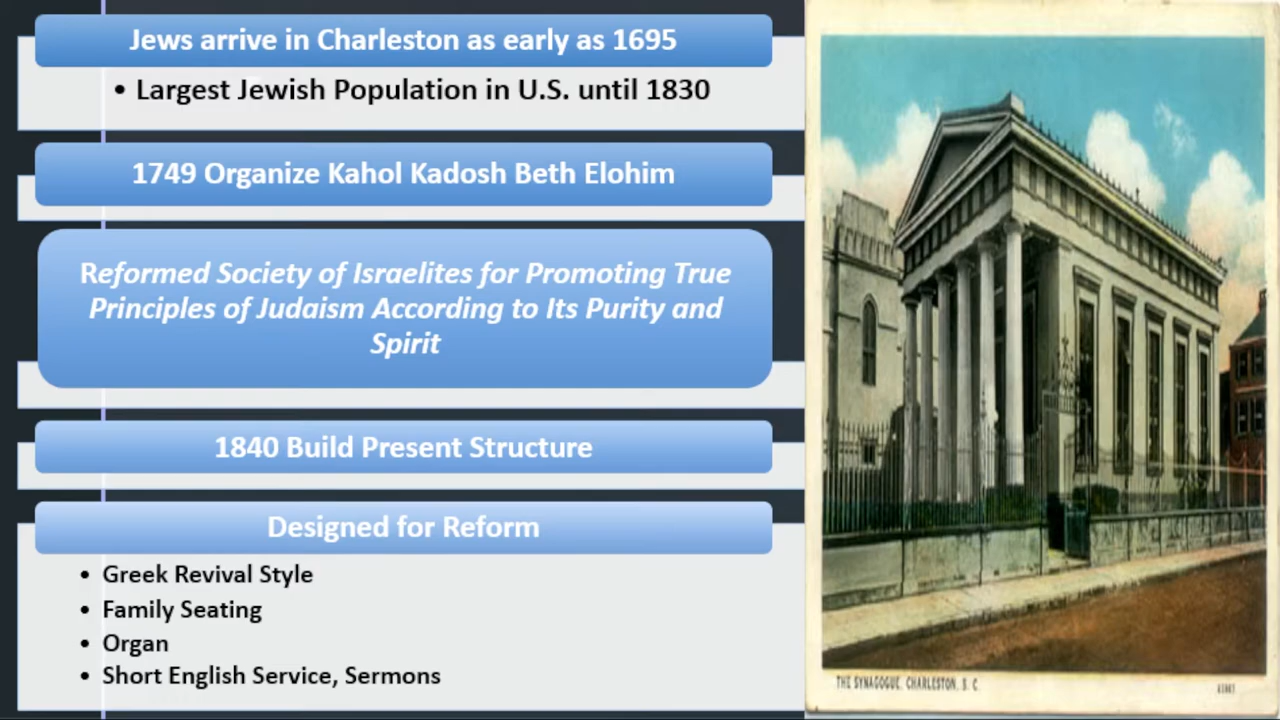 Jews arrive in Charleston as early as 1695
• Largest Jewish Population in U.S. until 1830
1749 Organize Kahol Kadosh Beth Elohim
Reformed Society of Israelites for Promoting True
Principles of Judaism According to Its Purity and
Spirit
1840 Build Present Structure
Designed for Reform
• Greek Revival Style
• Family Seating
• Organ
• Short English Service, Sermons
THE SYNAGOGUE, CHARLESTON, S. C.